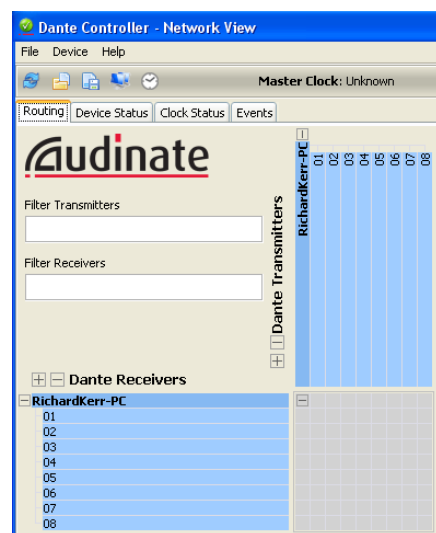 Dante Controller - Network View
File Device Help
Master Clock: Unknown
Routing Device Status Clock Status Events
Audinate
Filter Transmitters
Filter Receivers
Dante Transmitters
RichardKerr-PC
01
02
03
04
05
06
07
08
Dante Receivers
RichardKerr-PC
01
02
03
04
05
06
07
08